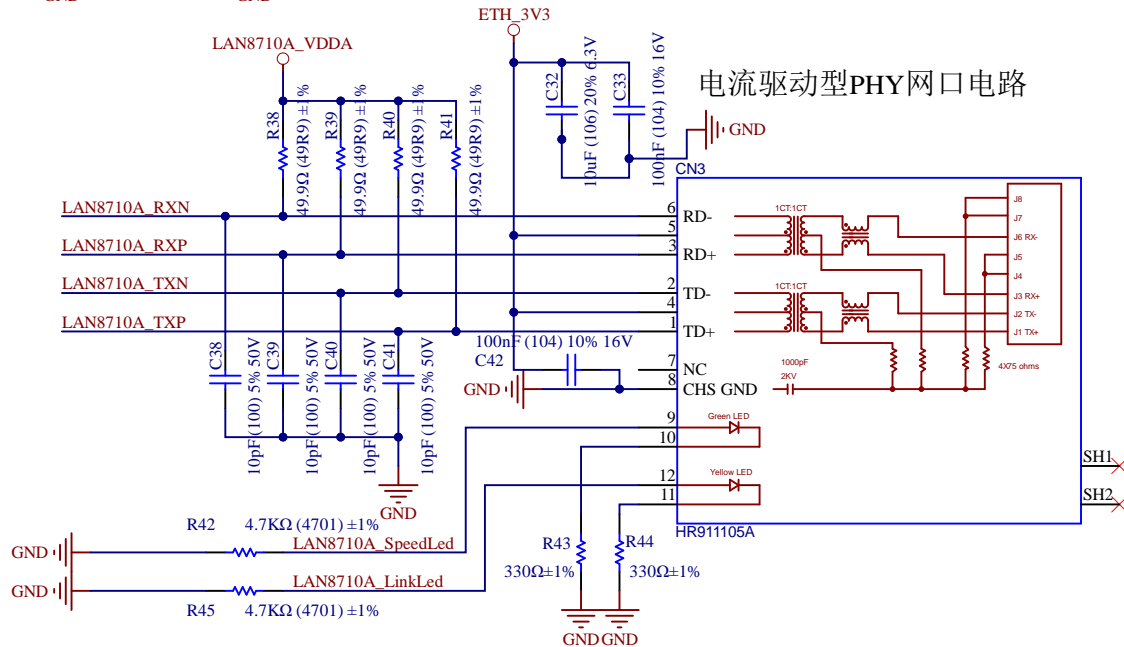 GND
GND
ETH_3V3
LAN8710A_VDDA
电流驱动型PHY网口电路
R38
49.9Ω (49R9) ±1%
R39
49.9Ω (49R9) ±1%
R40
49.9Ω (49R9) ±1%
R41
49.9Ω (49R9) ±1%
C32
10uF (106) 20% 6.3V
C33
100nF (104) 10% 16V
GND
CN3
LAN8710A_RXN
LAN8710A_RXP
LAN8710A_TXN
LAN8710A_TXP
6 RD-
5
3 RD+
2 TD-
4
1 TD+
7 NC
8 CHS GND
9
10
12
11
1CT:1CT
1CT:1CT
J8
J7
J6 RX-
J5
J4
J3 RX+
J2 TX-
J1 TX+
1000pF
2KV
4X75 ohms
Green LED
Yellow LED
SH1
SH2
HR911105A
100nF (104) 10% 16V
C42
GND
C38
10pF (100) 5% 50V
C39
10pF (100) 5% 50V
C40
10pF (100) 5% 50V
C41
10pF (100) 5% 50V
GND
R42 4.7KΩ (4701) ±1%
GND
LAN8710A_SpeedLed
GND
LAN8710A_LinkLed
R45 4.7KΩ (4701) ±1%
R43
330Ω±1%
R44
330Ω±1%
GND
GND